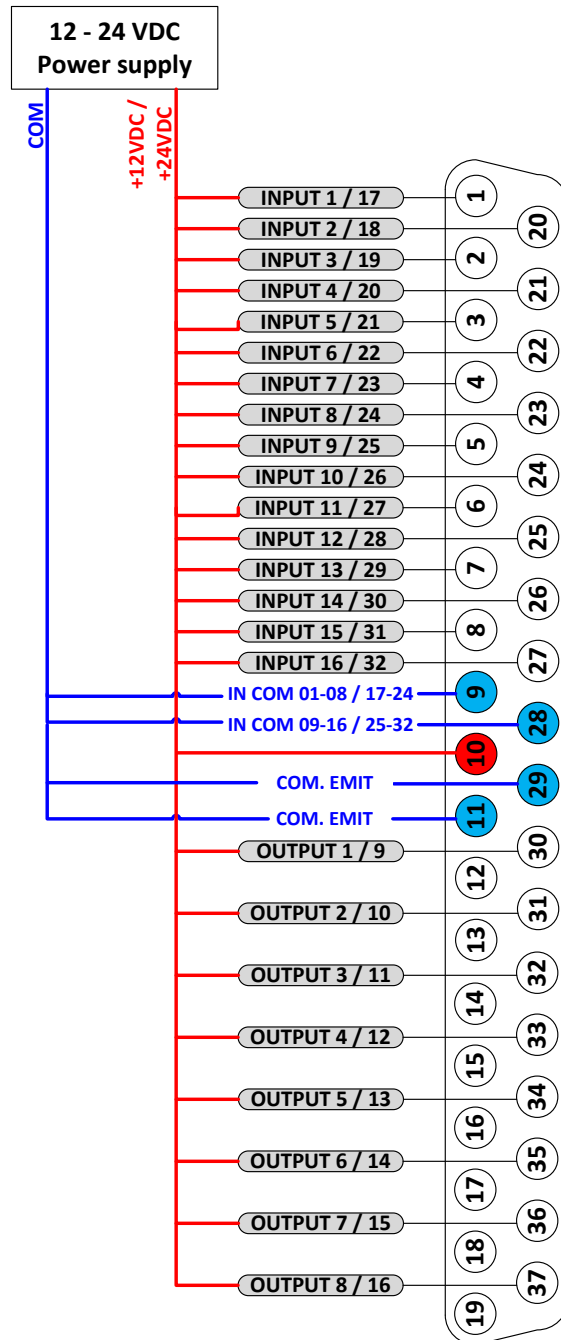 12 - 24 VDC
Power supply
COM
+12VDC /
+24VDC
INPUT 1 / 17
1
INPUT 2 / 18
20
INPUT 3 / 19
2
INPUT 4 / 20
21
INPUT 5 / 21
3
INPUT 6 / 22
22
INPUT 7 / 23
4
INPUT 8 / 24
23
INPUT 9 / 25
5
INPUT 10 / 26
24
INPUT 11 / 27
6
INPUT 12 / 28
25
INPUT 13 / 29
7
INPUT 14 / 30
26
INPUT 15 / 31
8
INPUT 16 / 32
27
IN COM 01-08 / 17-24
9
IN COM 09-16 / 25-32
28
10
COM. EMIT
29
COM. EMIT
11
OUTPUT 1 / 9
30
12
OUTPUT 2 / 10
31
13
OUTPUT 3 / 11
32
14
OUTPUT 4 / 12
33
15
OUTPUT 5 / 13
34
16
OUTPUT 6 / 14
35
17
OUTPUT 7 / 15
36
18
OUTPUT 8 / 16
37
19